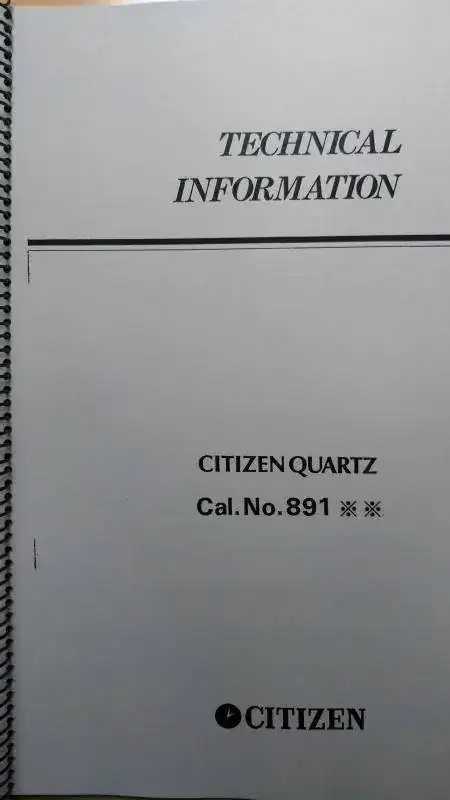 TECHNICAL
INFORMATION
CITIZEN QUARTZ
Cal.No.891 ※ ※
CITIZEN